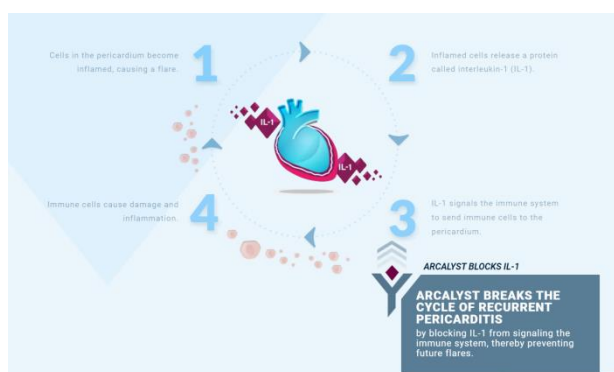 1
Cells in the pericardium become
inflamed, causing a flare.
2
Inflamed cells release a protein
called interleukin-1 (IL-1).
IL-1
IL-1
3
IL-1 signals the immune system
to send immune cells to the
pericardium.
4
Immune cells cause damage and
inflammation.
ARCALYST BLOCKS IL-1
ARCALYST BREAKS THE
CYCLE OF RECURRENT
PERICARDITIS
by blocking IL-1 from signaling the
immune system, thereby preventing
future flares.